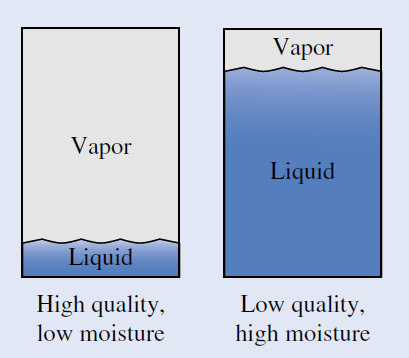 Vapor
Liquid
High quality,
low moisture
Vapor
Liquid
Low quality,
high moisture